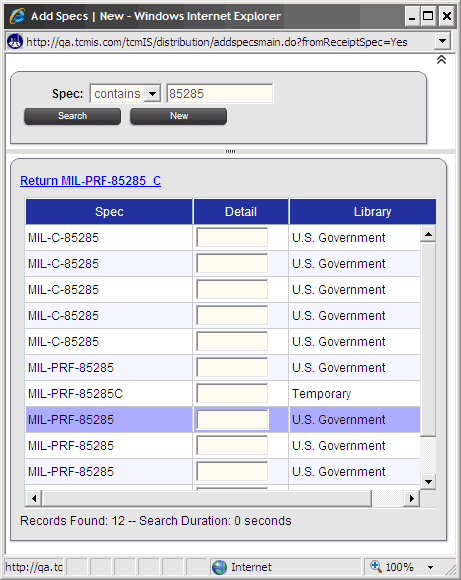 Add Specs | New - Windows Internet Explorer
http://qa.tcmis.com/tcmIS/distribution/addspecsmain.do?fromReceiptSpec=Yes
Spec: contains 85285
Search New
Return MIL-PRF-85285 C
Spec Detail Library
MIL-C-85285 U.S. Government
MIL-C-85285 U.S. Government
MIL-C-85285 U.S. Government
MIL-C-85285 U.S. Government
MIL-C-85285 U.S. Government
MIL-PRF-85285 U.S. Government
MIL-PRF-85285C Temporary
MIL-PRF-85285 U.S. Government
MIL-PRF-85285 U.S. Government
MIL-PRF-85285 U.S. Government
Records Found: 12 -- Search Duration: 0 seconds
http://qa.tc Internet 100%